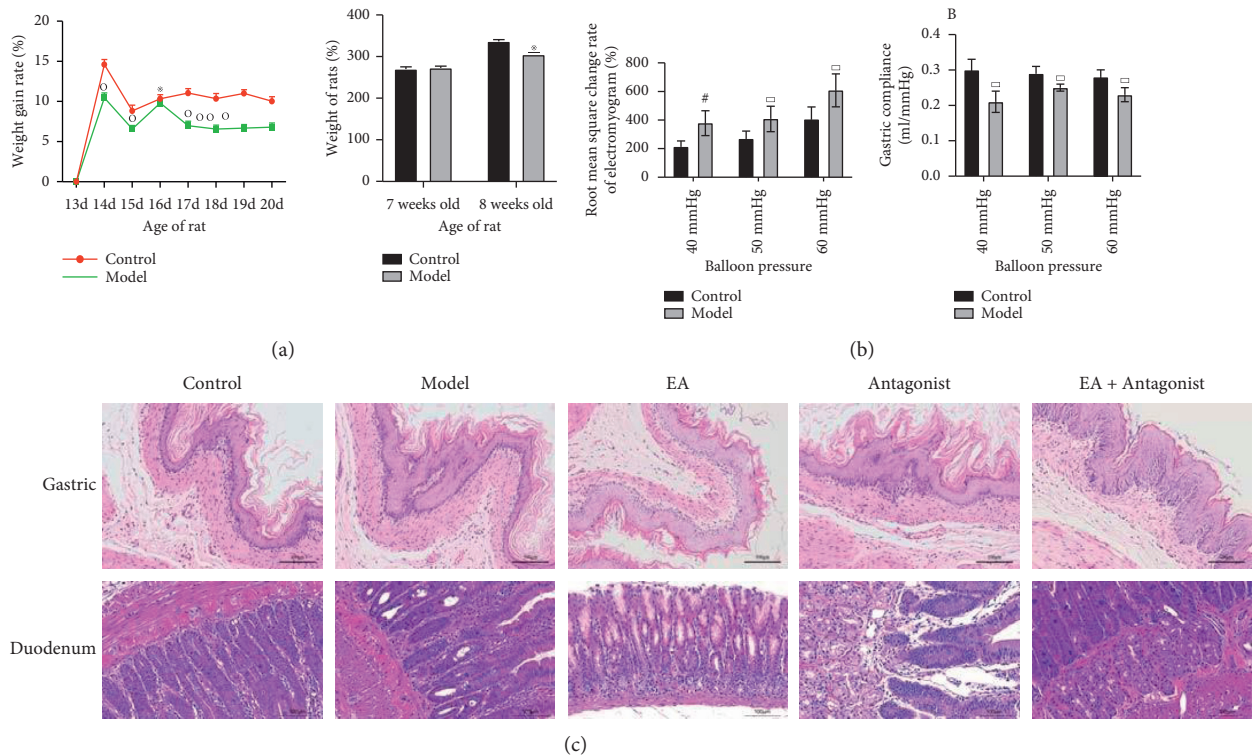 Weight gain rate (%)
20
15
10
5
0
O
O
※
O
O O
O
13d 14d 15d 16d 17d 18d 19d 20d
Age of rat
Control
Model
Weight of rats (%)
400
300
200
100
0
※
7 weeks old 8 weeks old
Age of rat
Control
Model
(a)
Root mean square change rate
of electromyogram (%)
800
600
400
200
0
#
40 mmHg
50 mmHg
60 mmHg
Balloon pressure
Control
Model
B
Gastric compliance
(ml/mmHg)
0.4
0.3
0.2
0.1
0.0
40 mmHg
50 mmHg
60 mmHg
Balloon pressure
Control
Model
(b)
Control Model EA Antagonist EA + Antagonist
Gastric
Duodenum
(c)